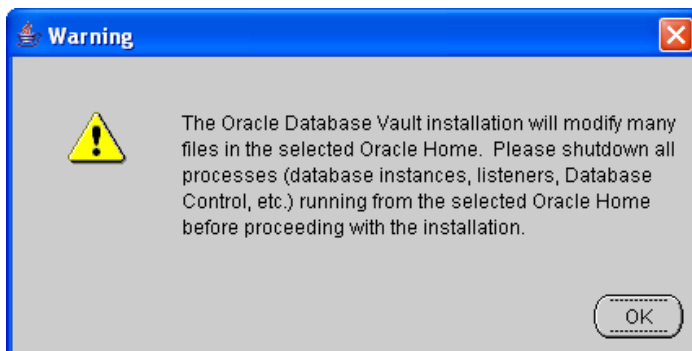 Warning
The Oracle Database Vault installation will modify many
files in the selected Oracle Home.  Please shutdown all
processes (database instances, listeners, Database
Control, etc.) running from the selected Oracle Home
before proceeding with the installation.
OK